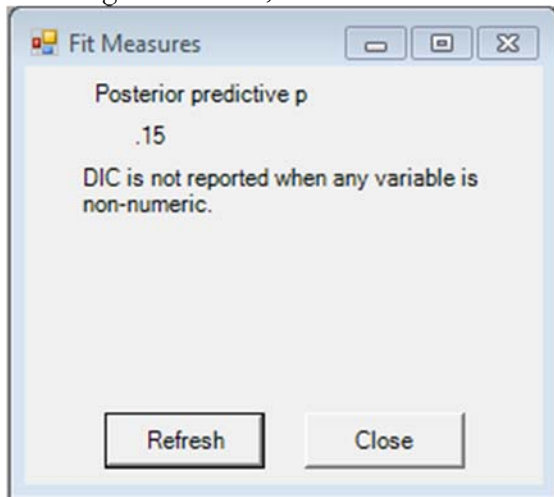 Fit Measures
Posterior predictive p
.15
DIC is not reported when any variable is
non-numeric.
Refresh
Close